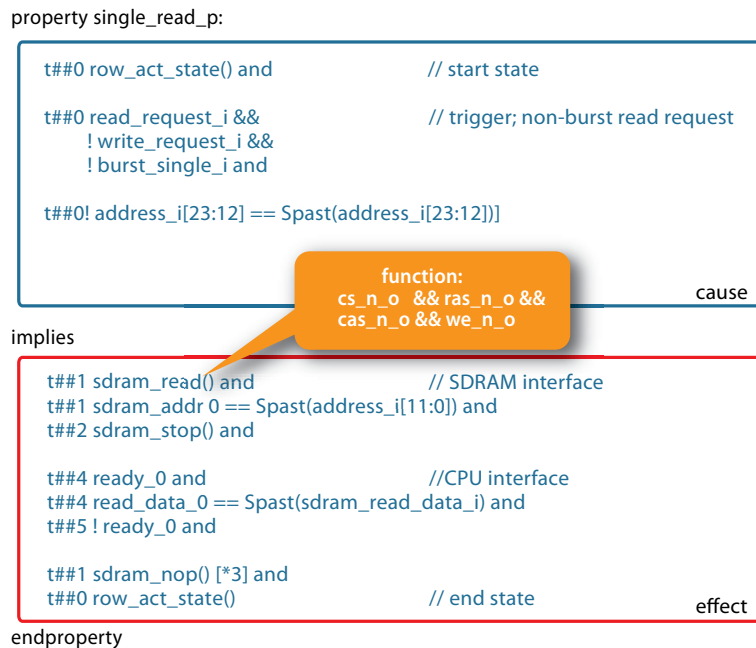 property single_read_p:
t##0 row_act_state() and // start state
t##0 read_request_i && // trigger; non-burst read request
! write_request_i &&
! burst_single_i and
t##0! address_i[23:12] == Spast(address_i[23:12])]
function:
cs_n_o && ras_n_o &&
cas_n_o && we_n_o
cause
implies
t##1 sdram_read() and // SDRAM interface
t##1 sdram_addr 0 == Spast(address_i[11:0]) and
t##2 sdram_stop() and
t##4 ready_0 and //CPU interface
t##4 read_data_0 == Spast(sdram_read_data_i) and
t##5 ! ready_0 and
t##1 sdram_nop() [*3] and
t##0 row_act_state() // end state
effect
endproperty